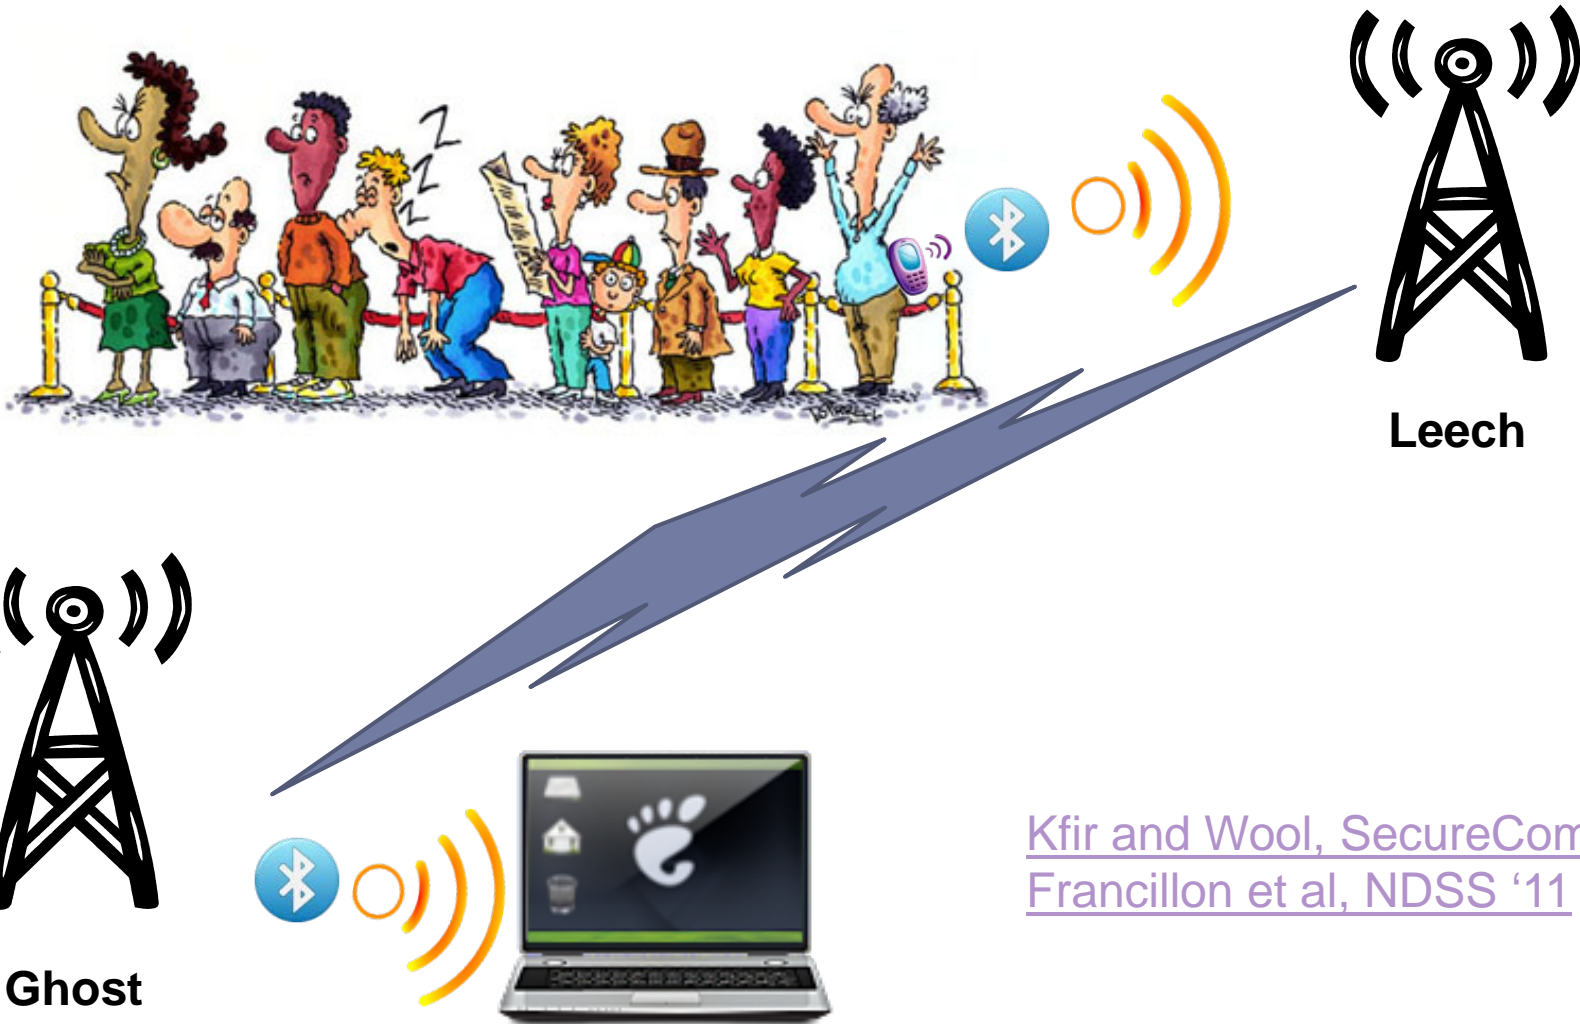 Z
Z
Z
Z
Leech
Kfir and Wool, SecureCom
Francillon et al, NDSS ‘11
Ghost